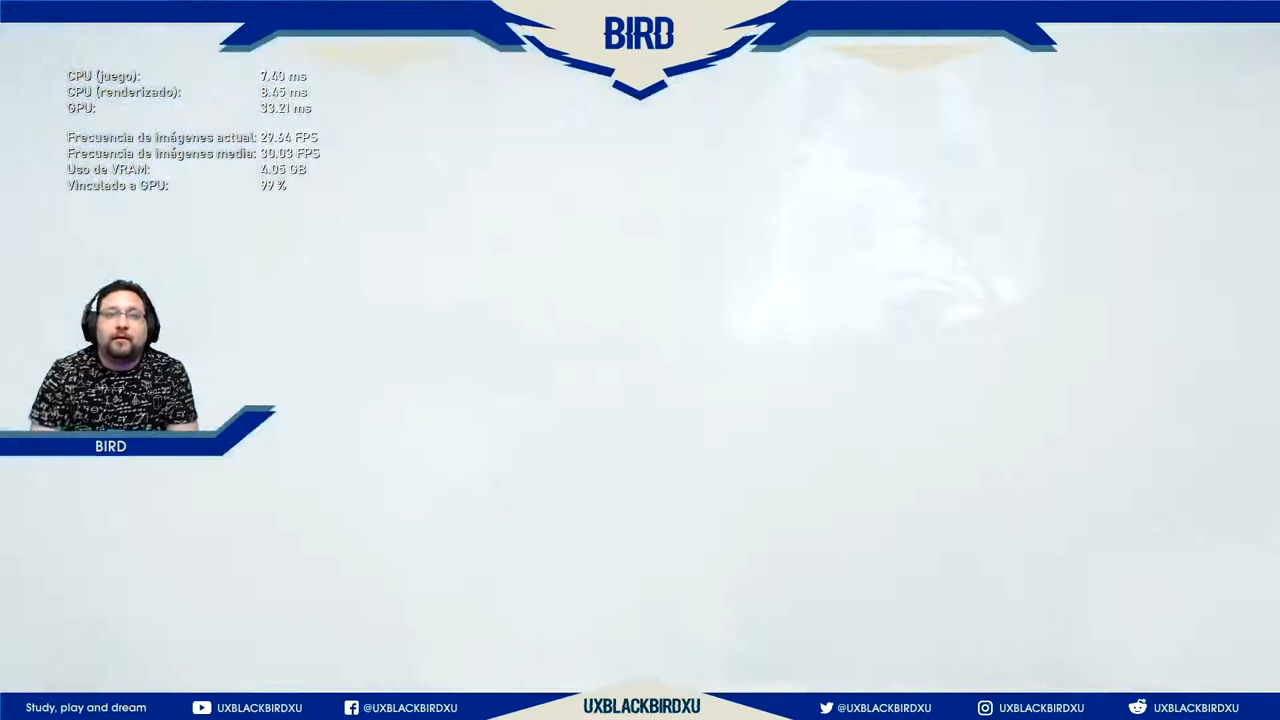 BIRD
CPU (juego): 7.40 ms
CPU (renderizado): 8.45 ms
GPU: 33.21 ms
Frecuencia de imágenes actual: 29.64 FPS
Frecuencia de imágenes media: 30.03 FPS
Uso de VRAM: 4.05 GB
Vinculado a GPU: 99 %
BIRD
Study, play and dream UXBLACKBIRDXU @UXBLACKBIRDXU UXBLACKBIRDXU @UXBLACKBIRDXU UXBLACKBIRDXU UXBLACKBIRDXU